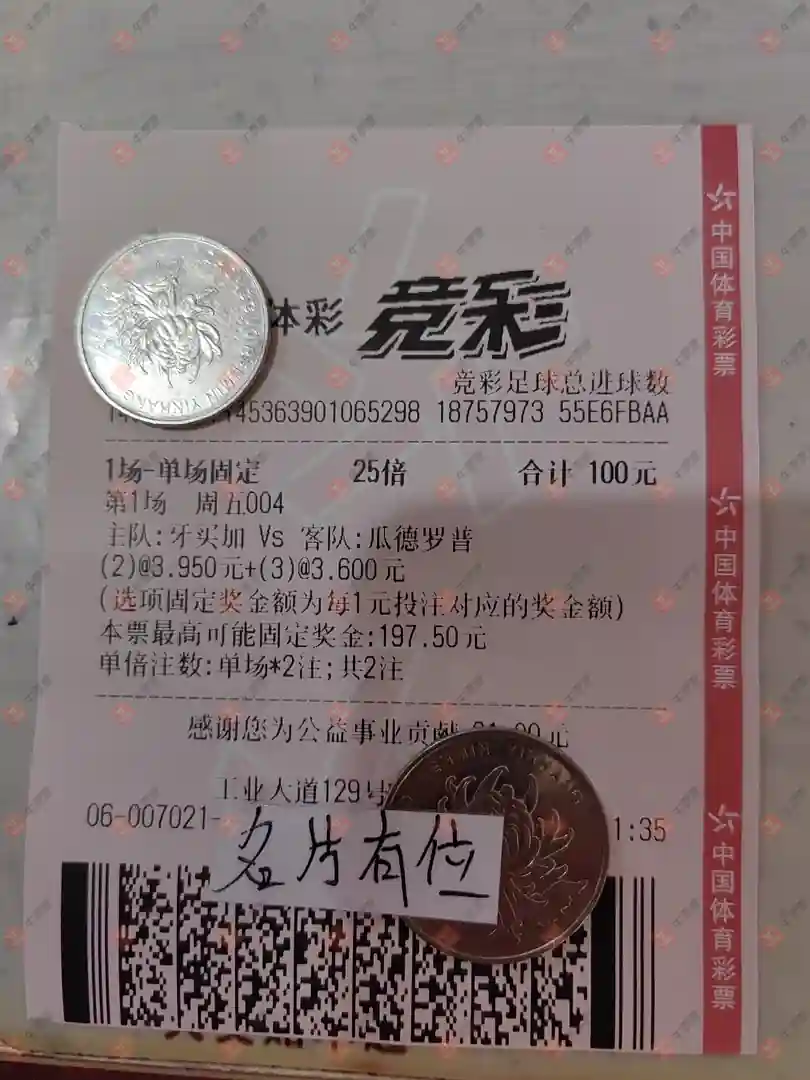 体彩 竞彩
竞彩足球总进球数
45363901065298 18757973 55E6FBAA
1场-单场固定 25倍 合计 100元
第1场 周五004
主队:牙买加 Vs 客队:瓜德罗普
(2)@3.950元+(3)@3.600元
(选项固定奖金额为每1元投注对应的奖金额)
本票最高可能固定奖金:197.50元
单倍注数:单场*2注;共2注
感谢您为公益事业贡献 元
工业大道129号
06-007021- 1:35
名片有位
中国体育彩票
中国体育彩票
中国体育彩票